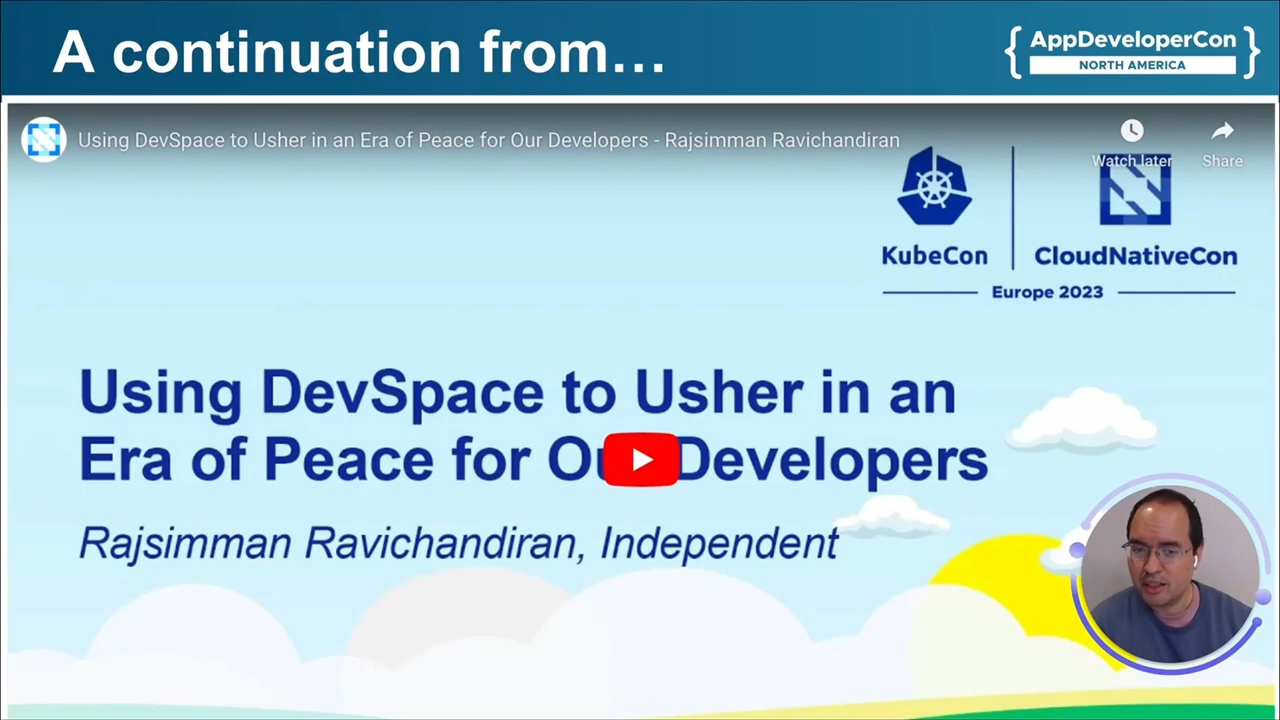 A continuation from...
{ AppDeveloperCon }
NORTH AMERICA
Using DevSpace to Usher in an Era of Peace for Our Developers - Rajsimman Ravichandiran
Watch later
Share
KubeCon
CloudNativeCon
Europe 2023
Using DevSpace to Usher in an
Era of Peace for Our Developers
Rajsimman Ravichandiran, Independent